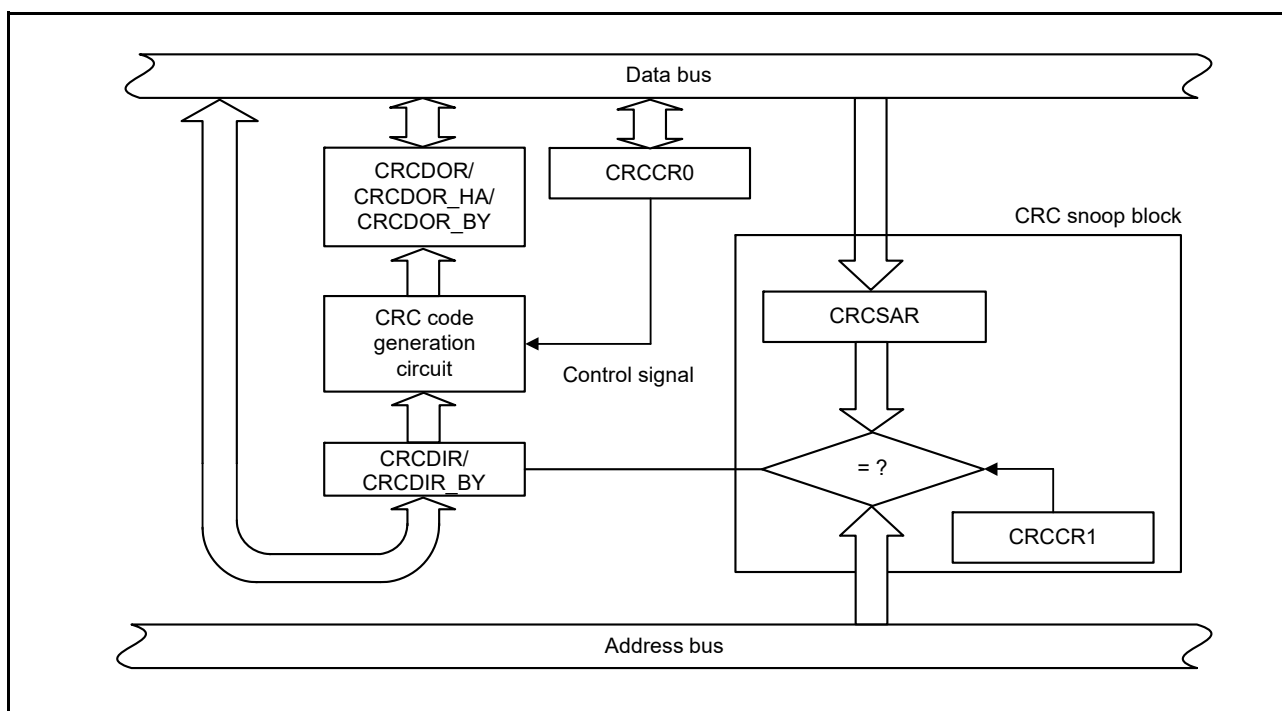 Data bus
CRCDOR/
CRCDOR_HA/
CRCDOR_BY
CRCCR0
CRC snoop block
CRCSAR
CRC code
generation
circuit
Control signal
CRCDIR/
CRCDIR_BY
= ?
CRCCR1
Address bus